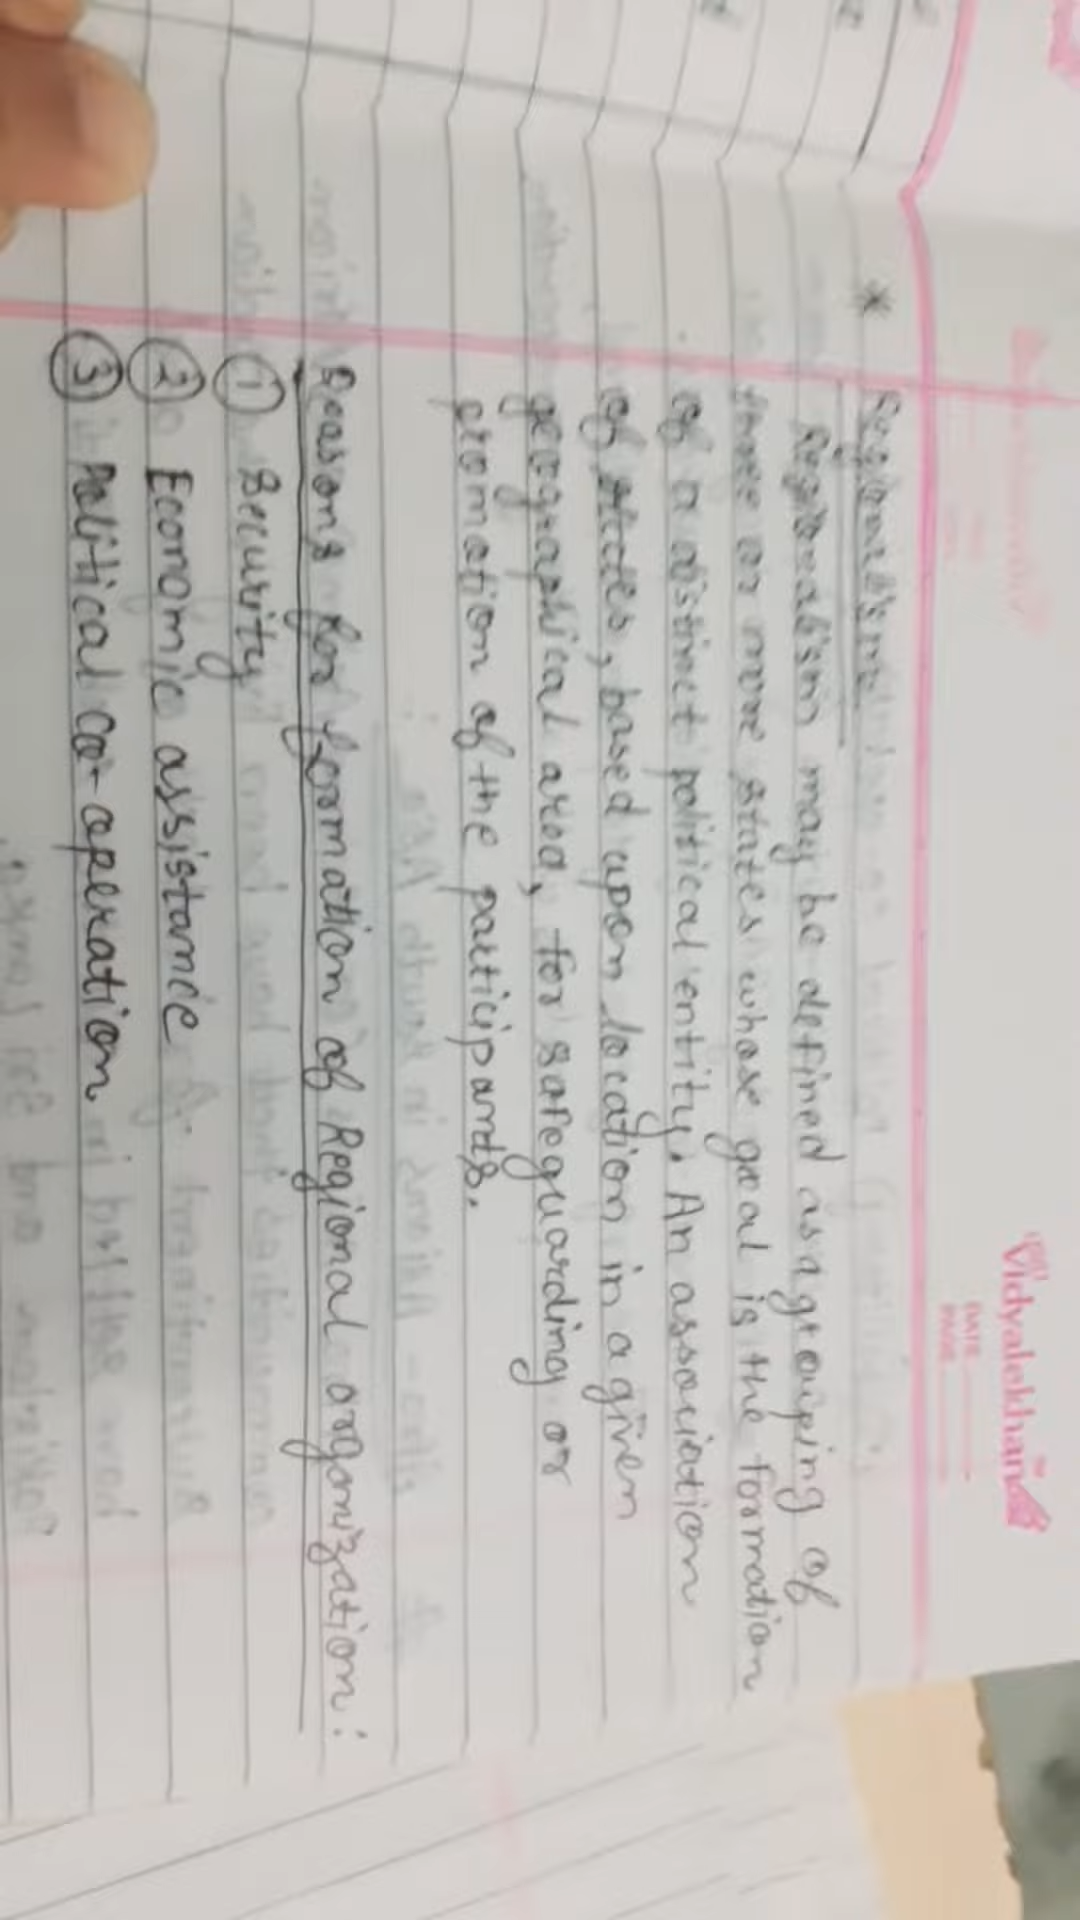 Vidyalekhan
DATE
PAGE
* Regionalism
Regionalism may be defined as a grouping of
three or more states whose goal is the formation
of a distinct political entity. An association
of states, based upon location in a given
geographical area, for safeguarding or
promotion of the participants.
Reasons for formation of Regional organization:
① Security
② Economic assistance
③ Political co-operation